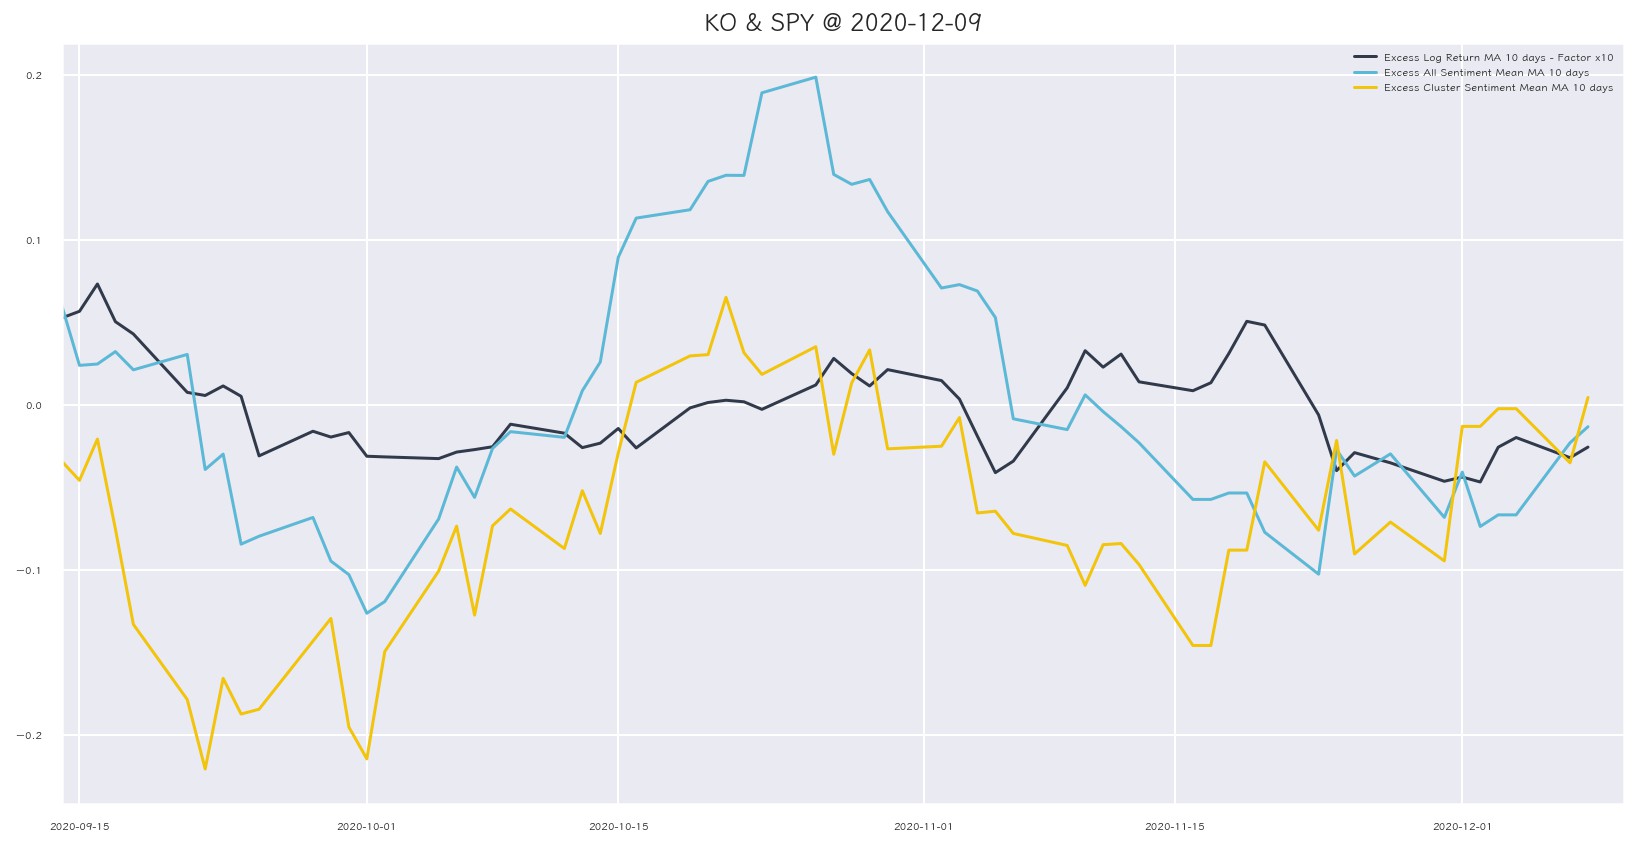 KO & SPY @ 2020-12-09
Excess Log Return MA 10 days - Factor x10
Excess All Sentiment Mean MA 10 days
Excess Cluster Sentiment Mean MA 10 days
0.2
0.1
0.0
−0.1
−0.2
2020-09-15 2020-10-01 2020-10-15 2020-11-01 2020-11-15 2020-12-01